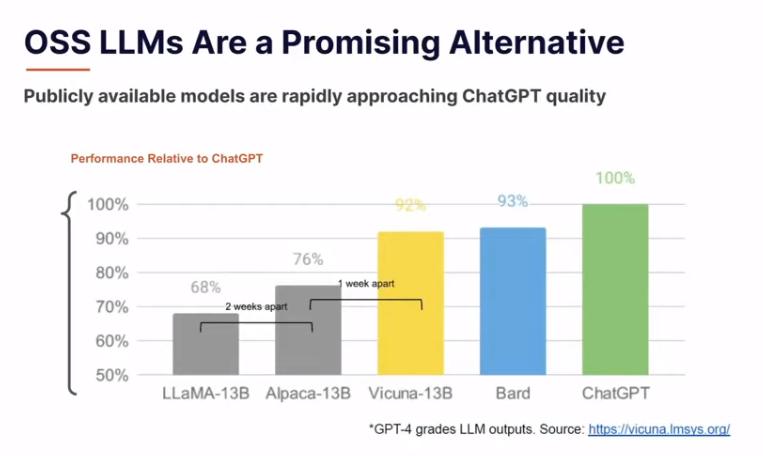 OSS LLMs Are a Promising Alternative
Publicly available models are rapidly approaching ChatGPT quality
Performance Relative to ChatGPT
100%
100%
92%
93%
90%
80%
76%
1 week apart
68%
70%
2 weeks apart
60%
50%
LLaMA-13B Alpaca-13B Vicuna-13B Bard ChatGPT
*GPT-4 grades LLM outputs. Source: https://vicuna.lmsys.org/